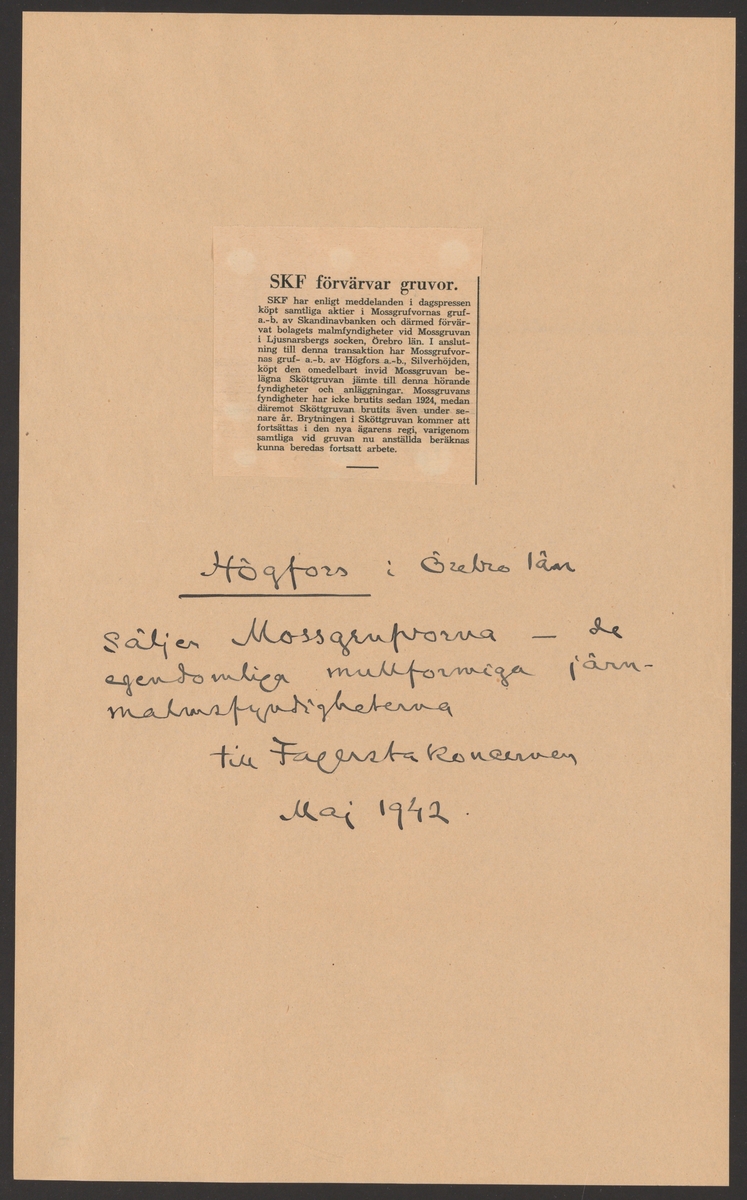 SKF förvärvar gruvor.
SKF har enligt meddelanden i dagspressen
köpt samtliga aktier i Mossgrufvornas gruf-
a.-b. av Skandinavbanken och därmed förvär-
vat bolagets malmfyndigheter vid Mossgruvan
i Ljusnarsbergs socken, Örebro län. I anslut-
ning till denna transaktion har Mossgrufvor-
nas gruf- a.-b. av Högfors a.-b., Silverhöjden,
köpt den omedelbart invid Mossgruvan be-
lägna Sköttgruvan jämte till denna hörande
fyndigheter och anläggningar. Mossgruvans
fyndigheter har icke brutits sedan 1924, medan
däremot Sköttgruvan brutits även under se-
nare år. Brytningen i Sköttgruvan kommer att
fortsättas i den nya ägarens regi, varigenom
samtliga vid gruvan nu anställda beräknas
kunna beredas fortsatt arbete.
Högfors i Örebro län
Säljer Mossgrufvorna — de
egendomliga mullformiga järn-
malmsfyndigheterna
till Fagerstakoncernen
Maj 1942.